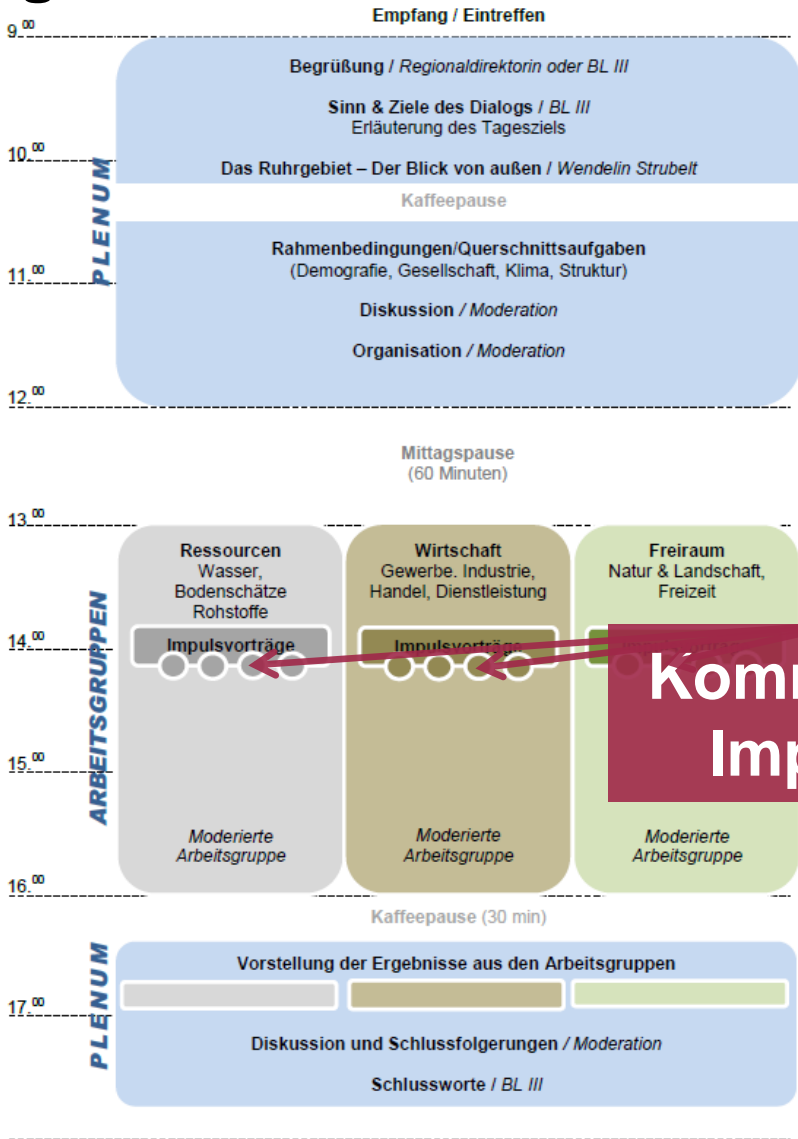 Empfang / Eintreffen
9.00
Begrüßung / Regionaldirektorin oder BL III
Sinn & Ziele des Dialogs / BL III
Erläuterung des Tagesziels
10.00
Das Ruhrgebiet – Der Blick von außen / Wendelin Strubelt
PLENUM
Kaffeepause
Rahmenbedingungen/Querschnittsaufgaben
(Demografie, Gesellschaft, Klima, Struktur)
11.00
Diskussion / Moderation
Organisation / Moderation
12.00
Mittagspause
(60 Minuten)
13.00
Ressourcen
Wasser,
Bodenschätze
Rohstoffe
Wirtschaft
Gewerbe. Industrie,
Handel, Dienstleistung
Freiraum
Natur & Landschaft,
Freizeit
ARBEITSGRUPPEN
14.00
Impulsvorträge
Impulsvorträge
Komm
Imp
15.00
Moderierte
Arbeitsgruppe
Moderierte
Arbeitsgruppe
Moderierte
Arbeitsgruppe
16.00
Kaffeepause (30 min)
PLENUM
Vorstellung der Ergebnisse aus den Arbeitsgruppen
17.00
Diskussion und Schlussfolgerungen / Moderation
Schlussworte / BL III